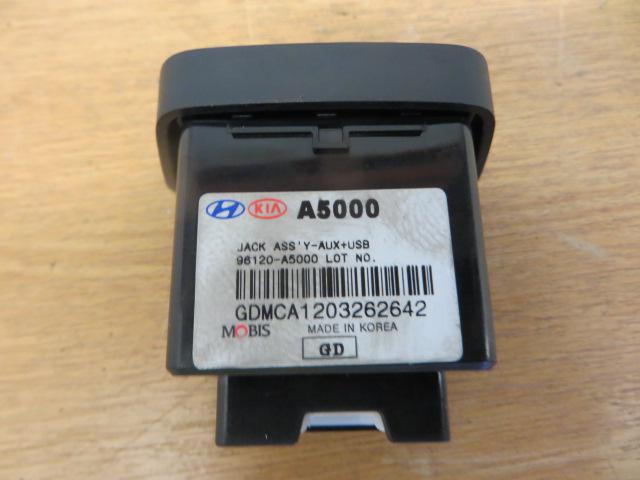 KIA A5000
JACK ASS'Y-AUX+USB
96120-A5000 LOT NO.
GDMCA1203262642
MOBIS MADE IN KOREA
GD